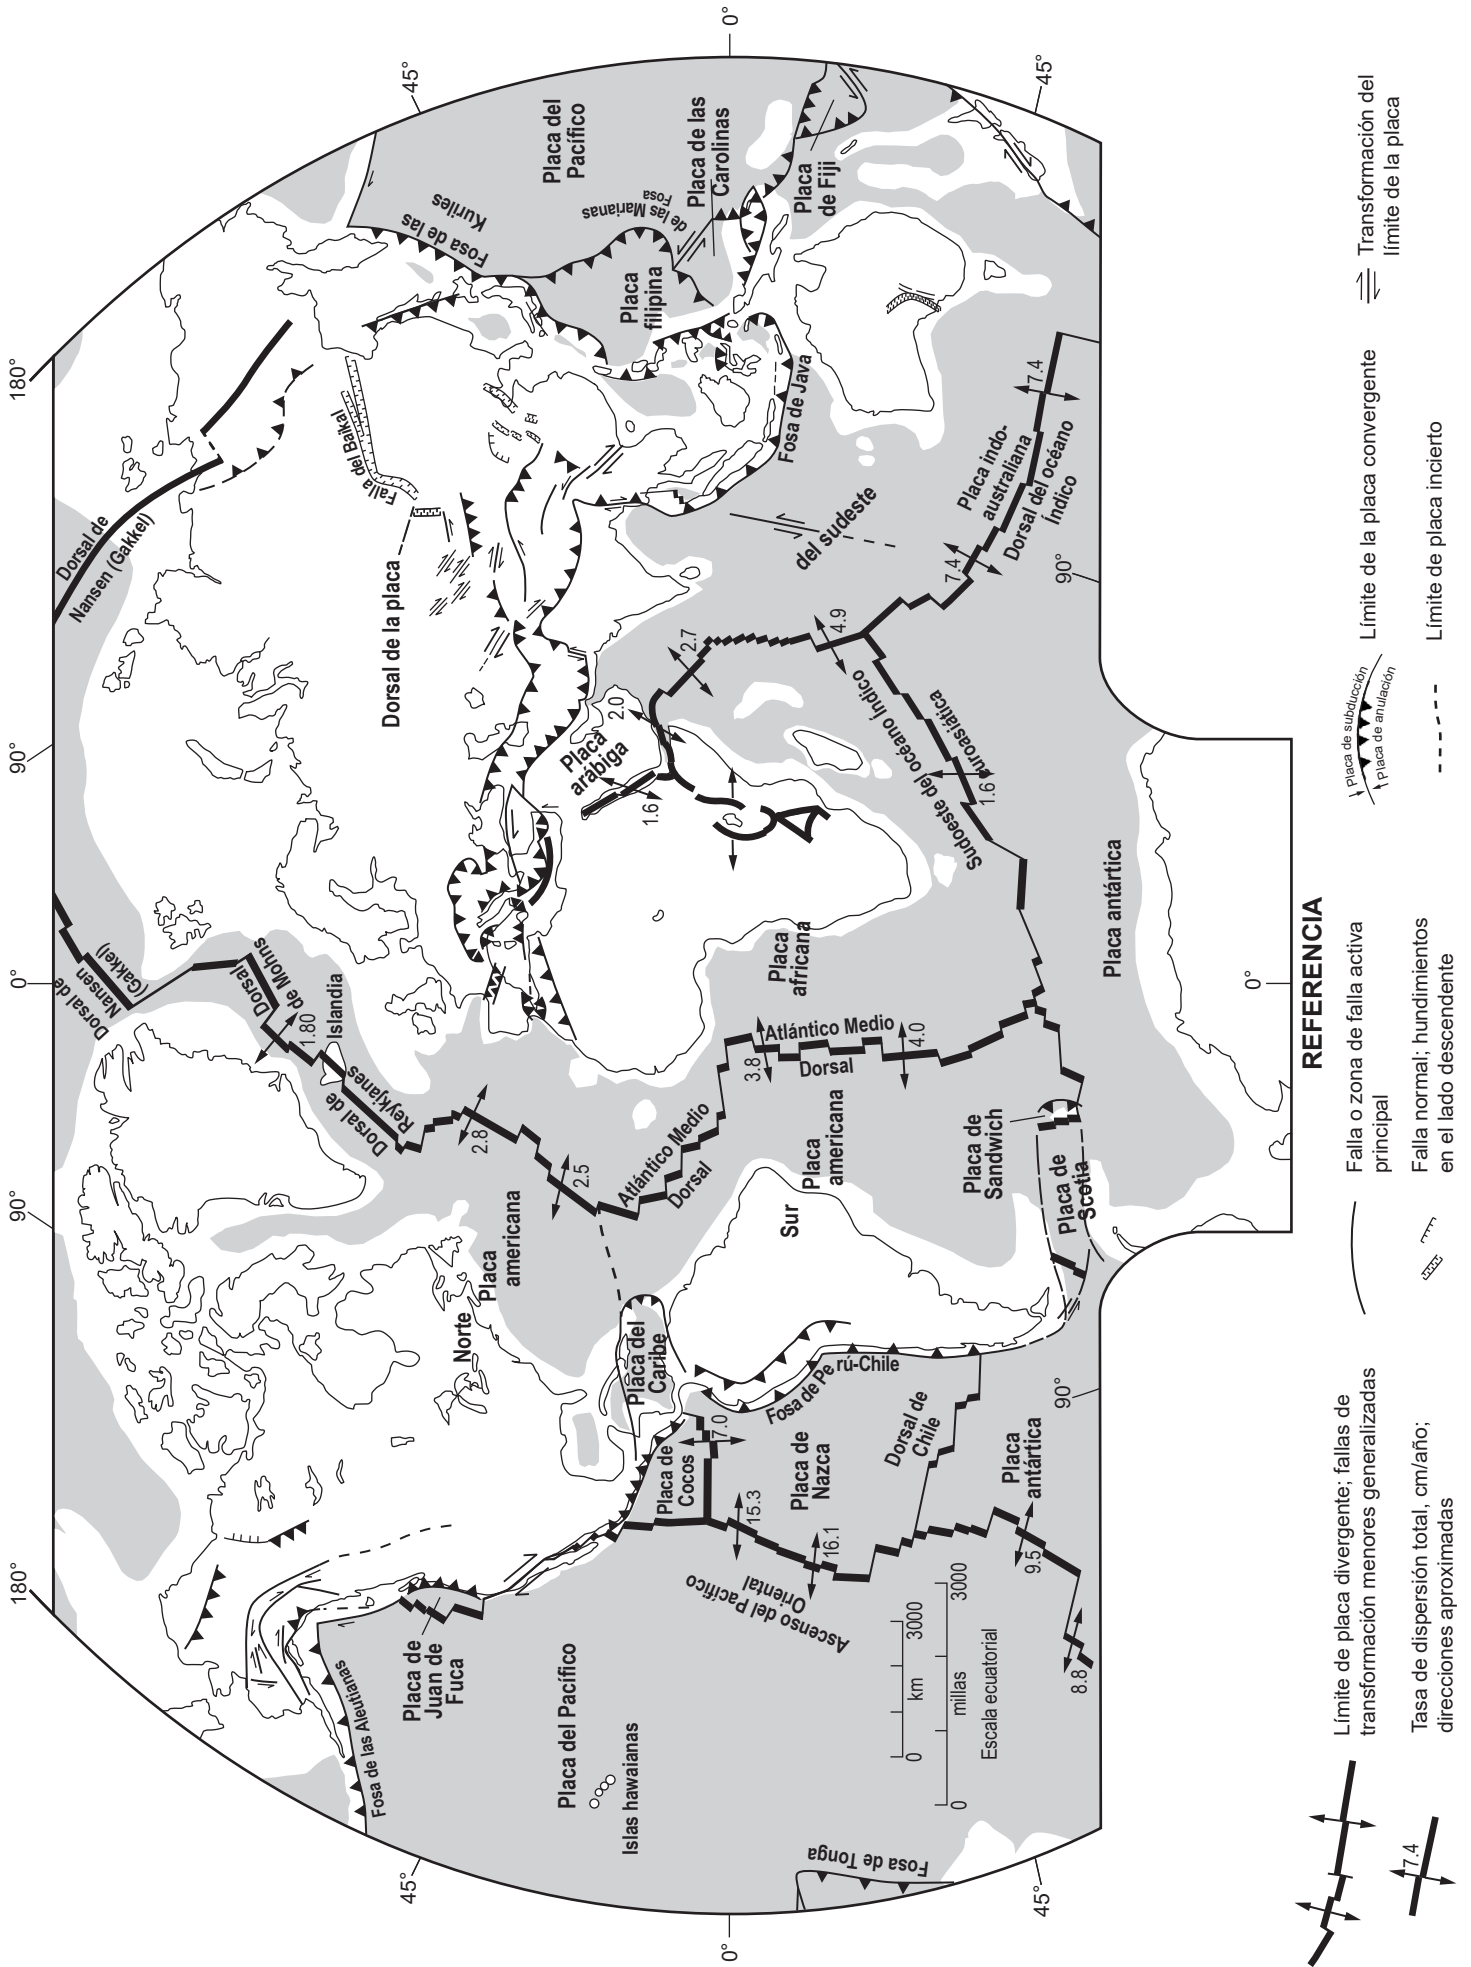 180°
90°
0°
90°
180°
45°
0°
45°
45°
0°
45°
90°
0°
90°
Dorsal de
Nansen (Gakkel)
Dorsal de
Nansen
(Gakkel)
Dorsal
de Mohns
1.80
Islandia
Dorsal de
Reykjanes
2.8
2.5
Atlántico Medio
Dorsal
Atlántico Medio
Dorsal
3.8
4.0
Placa
americana
Norte
Placa
americana
Sur
Placa del
Caribe
Placa de
Cocos
7.0
Placa de
Nazca
15.3
16.1
Ascenso del Pacífico
Oriental
Fosa de Pe
rú-Chile
Dorsal de
Chile
Placa
antártica
9.5
8.8
Placa de
Sandwich
Placa de
Scotia
Placa de
Juan de
Fuca
Fosa de las Aleutianas
Placa del Pacífico
Islas hawaianas
Fosa de Tonga
0
km
3000
0
millas
3000
Escala ecuatorial
Placa
africana
Placa antártica
Placa
arábiga
1.6
2.0
2.7
4.9
Sudoeste del océano Índico
euroasiática
1.6
Dorsal de la placa
Falla del Beikal
del sudeste
Placa indo-
australiana
Dorsal del océano
Índico
7.4
7.4
Fosa de Java
Placa
filipina
Fosa de las
Kuriles
Fosa
de las Marianas
Placa del
Pacífico
Placa de las
Carolinas
Placa
de Fiji
REFERENCIA
Límite de placa divergente; fallas de
transformación menores generalizadas
7.4
Tasa de dispersión total, cm/año;
direcciones aproximadas
Falla o zona de falla activa
principal
Falla normal; hundimientos
en el lado descendente
Placa de subducción
Placa de anulación
Límite de la placa convergente
Límite de placa incierto
Transformación del
límite de la placa